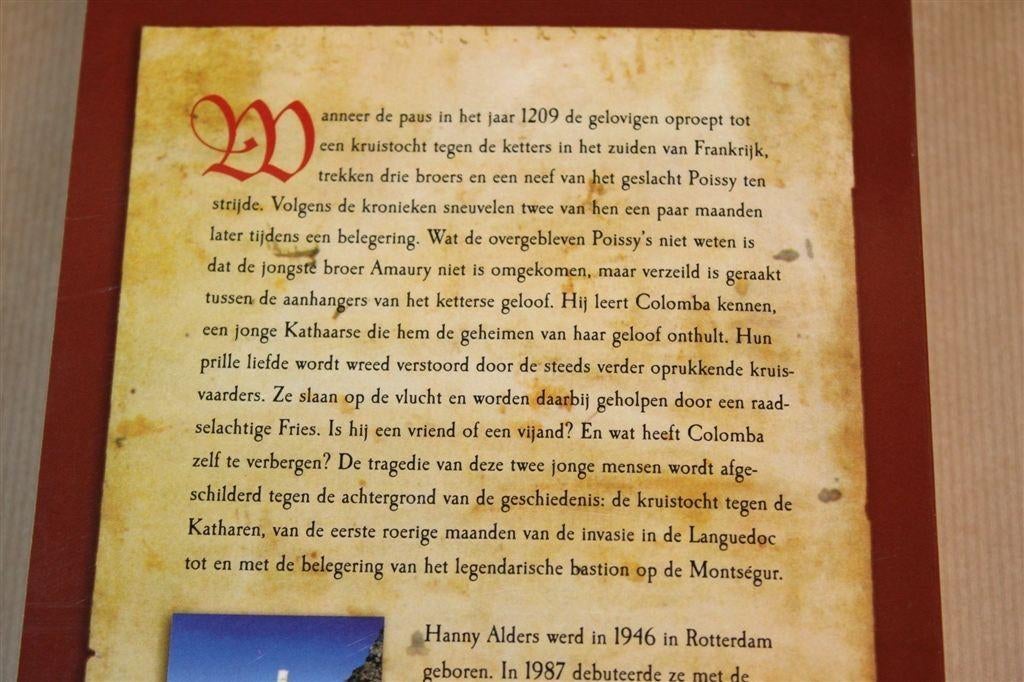 Wanneer de paus in het jaar 1209 de gelovigen oproept tot
een kruistocht tegen de ketters in het zuiden van Frankrijk,
trekken drie broers en een neef van het geslacht Poissy ten
strijde. Volgens de kronieken sneuvelen twee van hen een paar maanden
later tijdens een belegering. Wat de overgebleven Poissy's niet weten is
dat de jongste broer Amaury niet is omgekomen, maar verzeild is geraakt
tussen de aanhangers van het ketterse geloof. Hij leert Colomba kennen,
een jonge Kathaarse die hem de geheimen van haar geloof onthult. Hun
prille liefde wordt wreed verstoord door de steeds verder oprukkende kruis-
vaarders. Ze slaan op de vlucht en worden daarbij geholpen door een raad-
selachtige Fries. Is hij een vriend of een vijand? En wat heeft Colomba
zelf te verbergen? De tragedie van deze twee jonge mensen wordt afge-
schilderd tegen de achtergrond van de geschiedenis: de kruistocht tegen de
Katharen, van de eerste roerige maanden van de invasie in de Languedoc
tot en met de belegering van het legendarische bastion op de Montségur.
Hanny Alders werd in 1946 in Rotterdam
geboren. In 1987 debuteerde ze met de